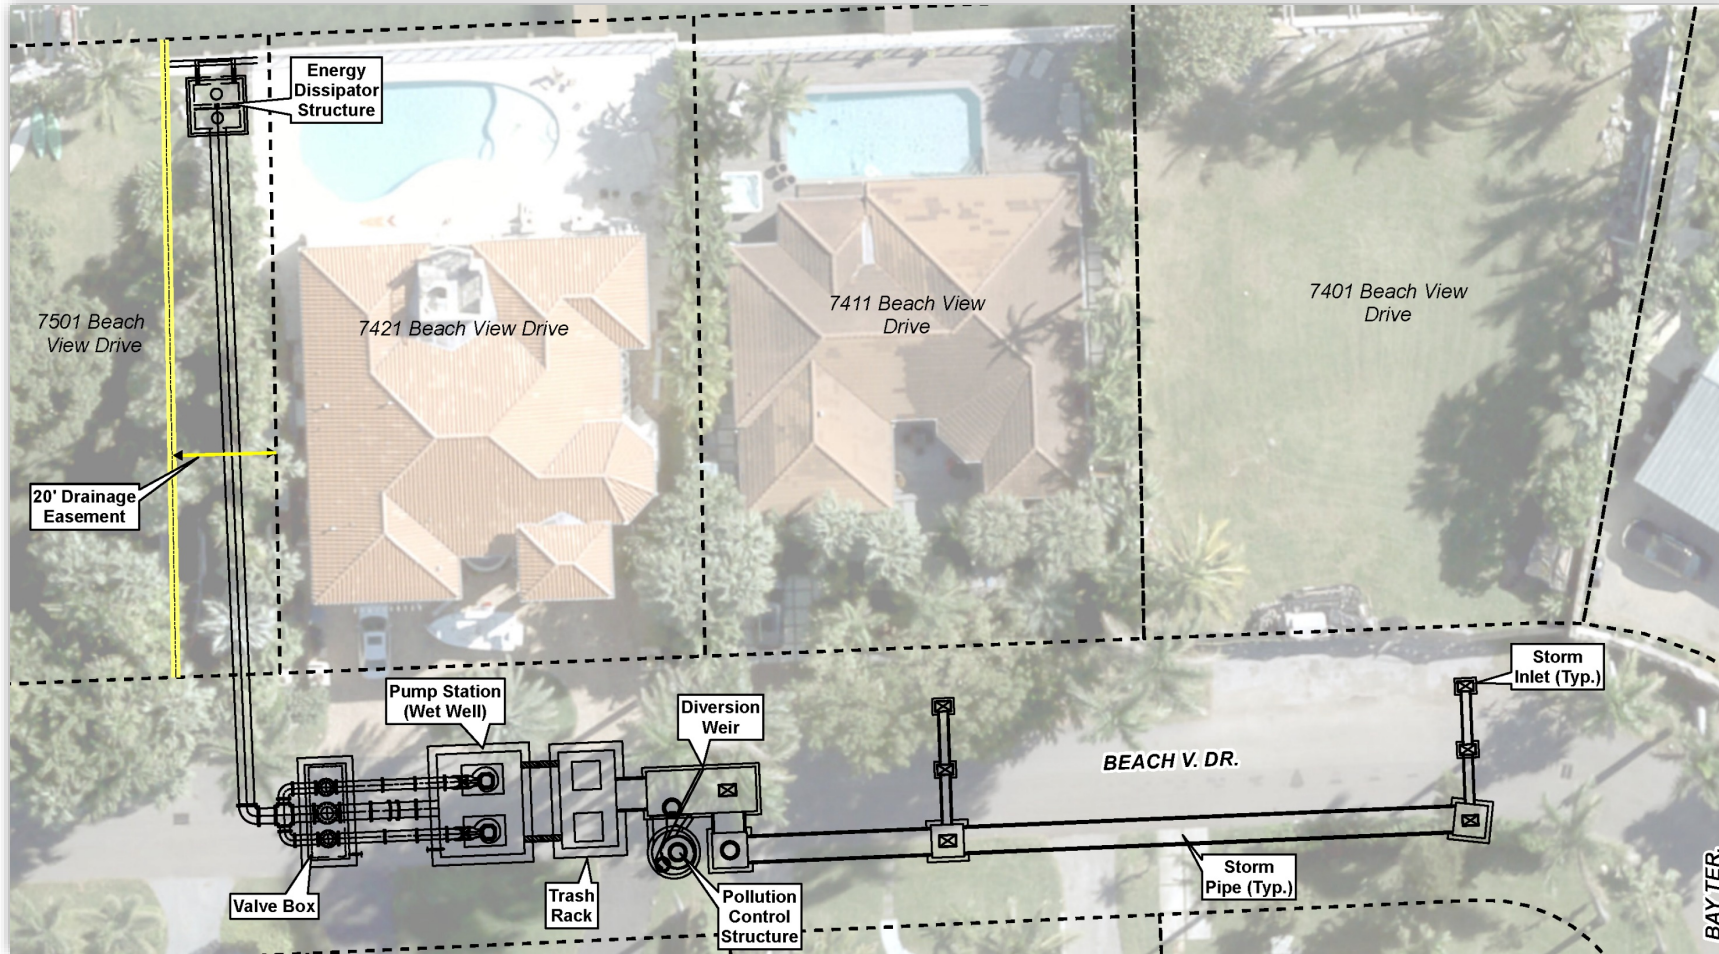 Energy
Dissipator
Structure
7501 Beach
View Drive
7421 Beach View Drive
7411 Beach View
Drive
7401 Beach View
Drive
20' Drainage
Easement
Storm
Inlet (Typ.)
Pump Station
(Wet Well)
Diversion
Weir
BEACH V. DR.
Storm
Pipe (Typ.)
Valve Box
Trash
Rack
Pollution
Control
Structure
BAY TER.